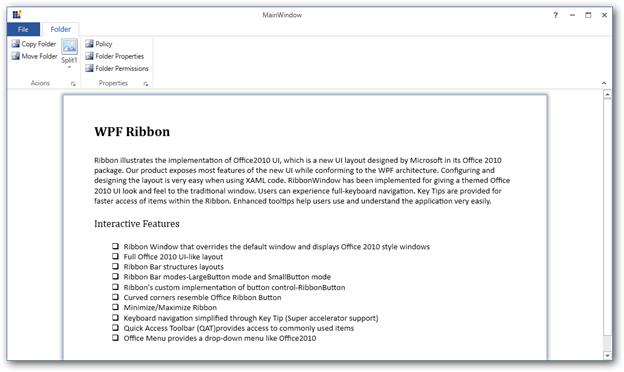 MainWindow
File Folder
Copy Folder
Move Folder
Split1
Policy
Folder Properties
Folder Permissions
Acions
Properties
WPF Ribbon
Ribbon illustrates the implementation of Office2010 UI, which is a new UI layout designed by Microsoft in its Office 2010
package. Our product exposes most features of the new UI while conforming to the WPF architecture. Configuring and
designing the layout is very easy when using XAML code. RibbonWindow has been implemented for giving a themed Office
2010 UI look and feel to the traditional window. Users can experience full-keyboard navigation. Key Tips are provided for
faster access of items within the Ribbon. Enhanced tooltips help users use and understand the application very easily.
Interactive Features
Ribbon Window that overrides the default window and displays Office 2010 style windows
Full Office 2010 UI-like layout
Ribbon Bar structures layouts
Ribbon Bar modes-LargeButton mode and SmallButton mode
Ribbon's custom implementation of button control-RibbonButton
Curved corners resemble Office Ribbon Button
Minimize/Maximize Ribbon
Keyboard navigation simplified through Key Tip (Super accelerator support)
Quick Access Toolbar (QAT)provides access to commonly used items
Office Menu provides a drop-down menu like Office2010